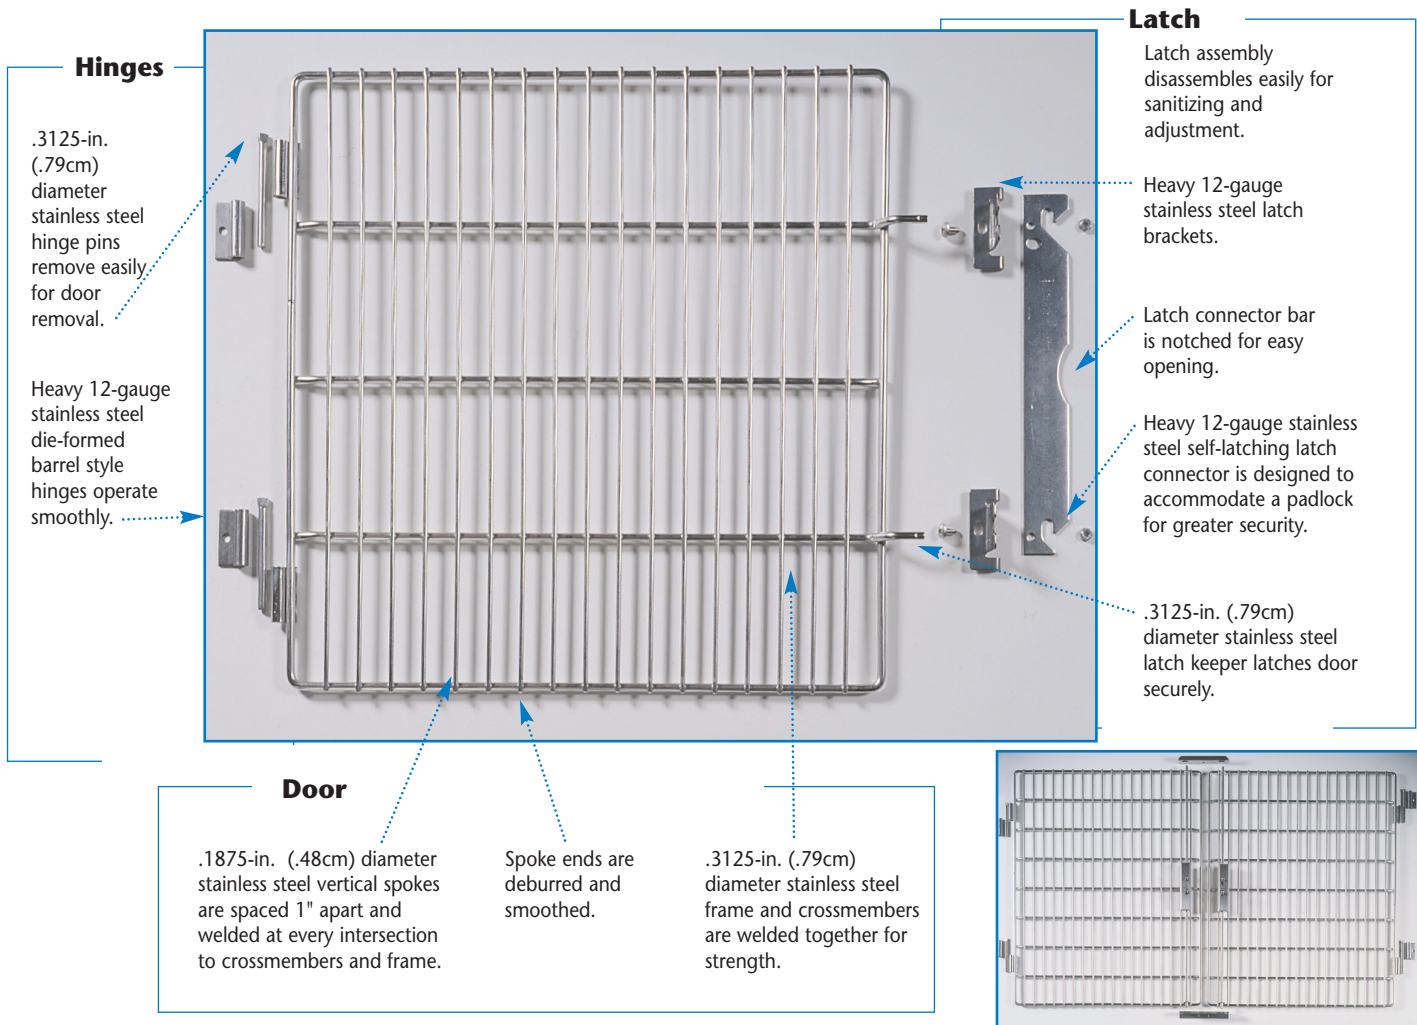 Hinges
.3125-in.
(.79cm)
diameter
stainless steel
hinge pins
remove easily
for door
removal.
Heavy 12-gauge
stainless steel
die-formed
barrel style
hinges operate
smoothly.
Latch
Latch assembly
disassembles easily for
sanitizing and
adjustment.
Heavy 12-gauge
stainless steel latch
brackets.
Latch connector bar
is notched for easy
opening.
Heavy 12-gauge stainless
steel self-latching latch
connector is designed to
accommodate a padlock
for greater security.
.3125-in. (.79cm)
diameter stainless steel
latch keeper latches door
securely.
Door
.1875-in. (.48cm) diameter
stainless steel vertical spokes
are spaced 1" apart and
welded at every intersection
to crossmembers and frame.
Spoke ends are
deburred and
smoothed.
.3125-in. (.79cm)
diameter stainless steel
frame and crossmembers
are welded together for
strength.